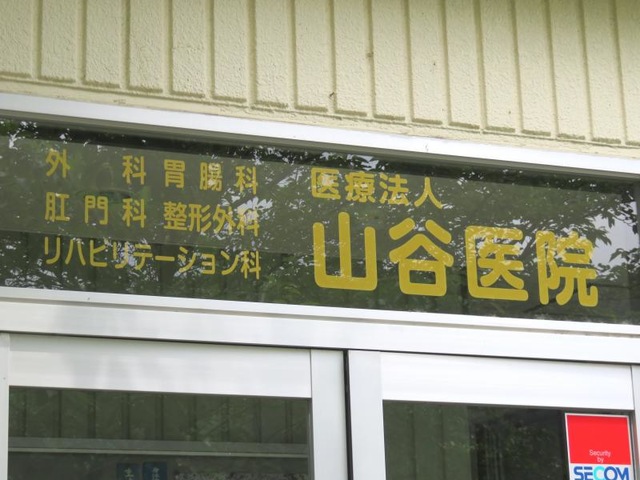 外科 胃腸科
肛門科 整形外科
リハビリテーション科
医療法人
山谷医院
Security
by
SECOM